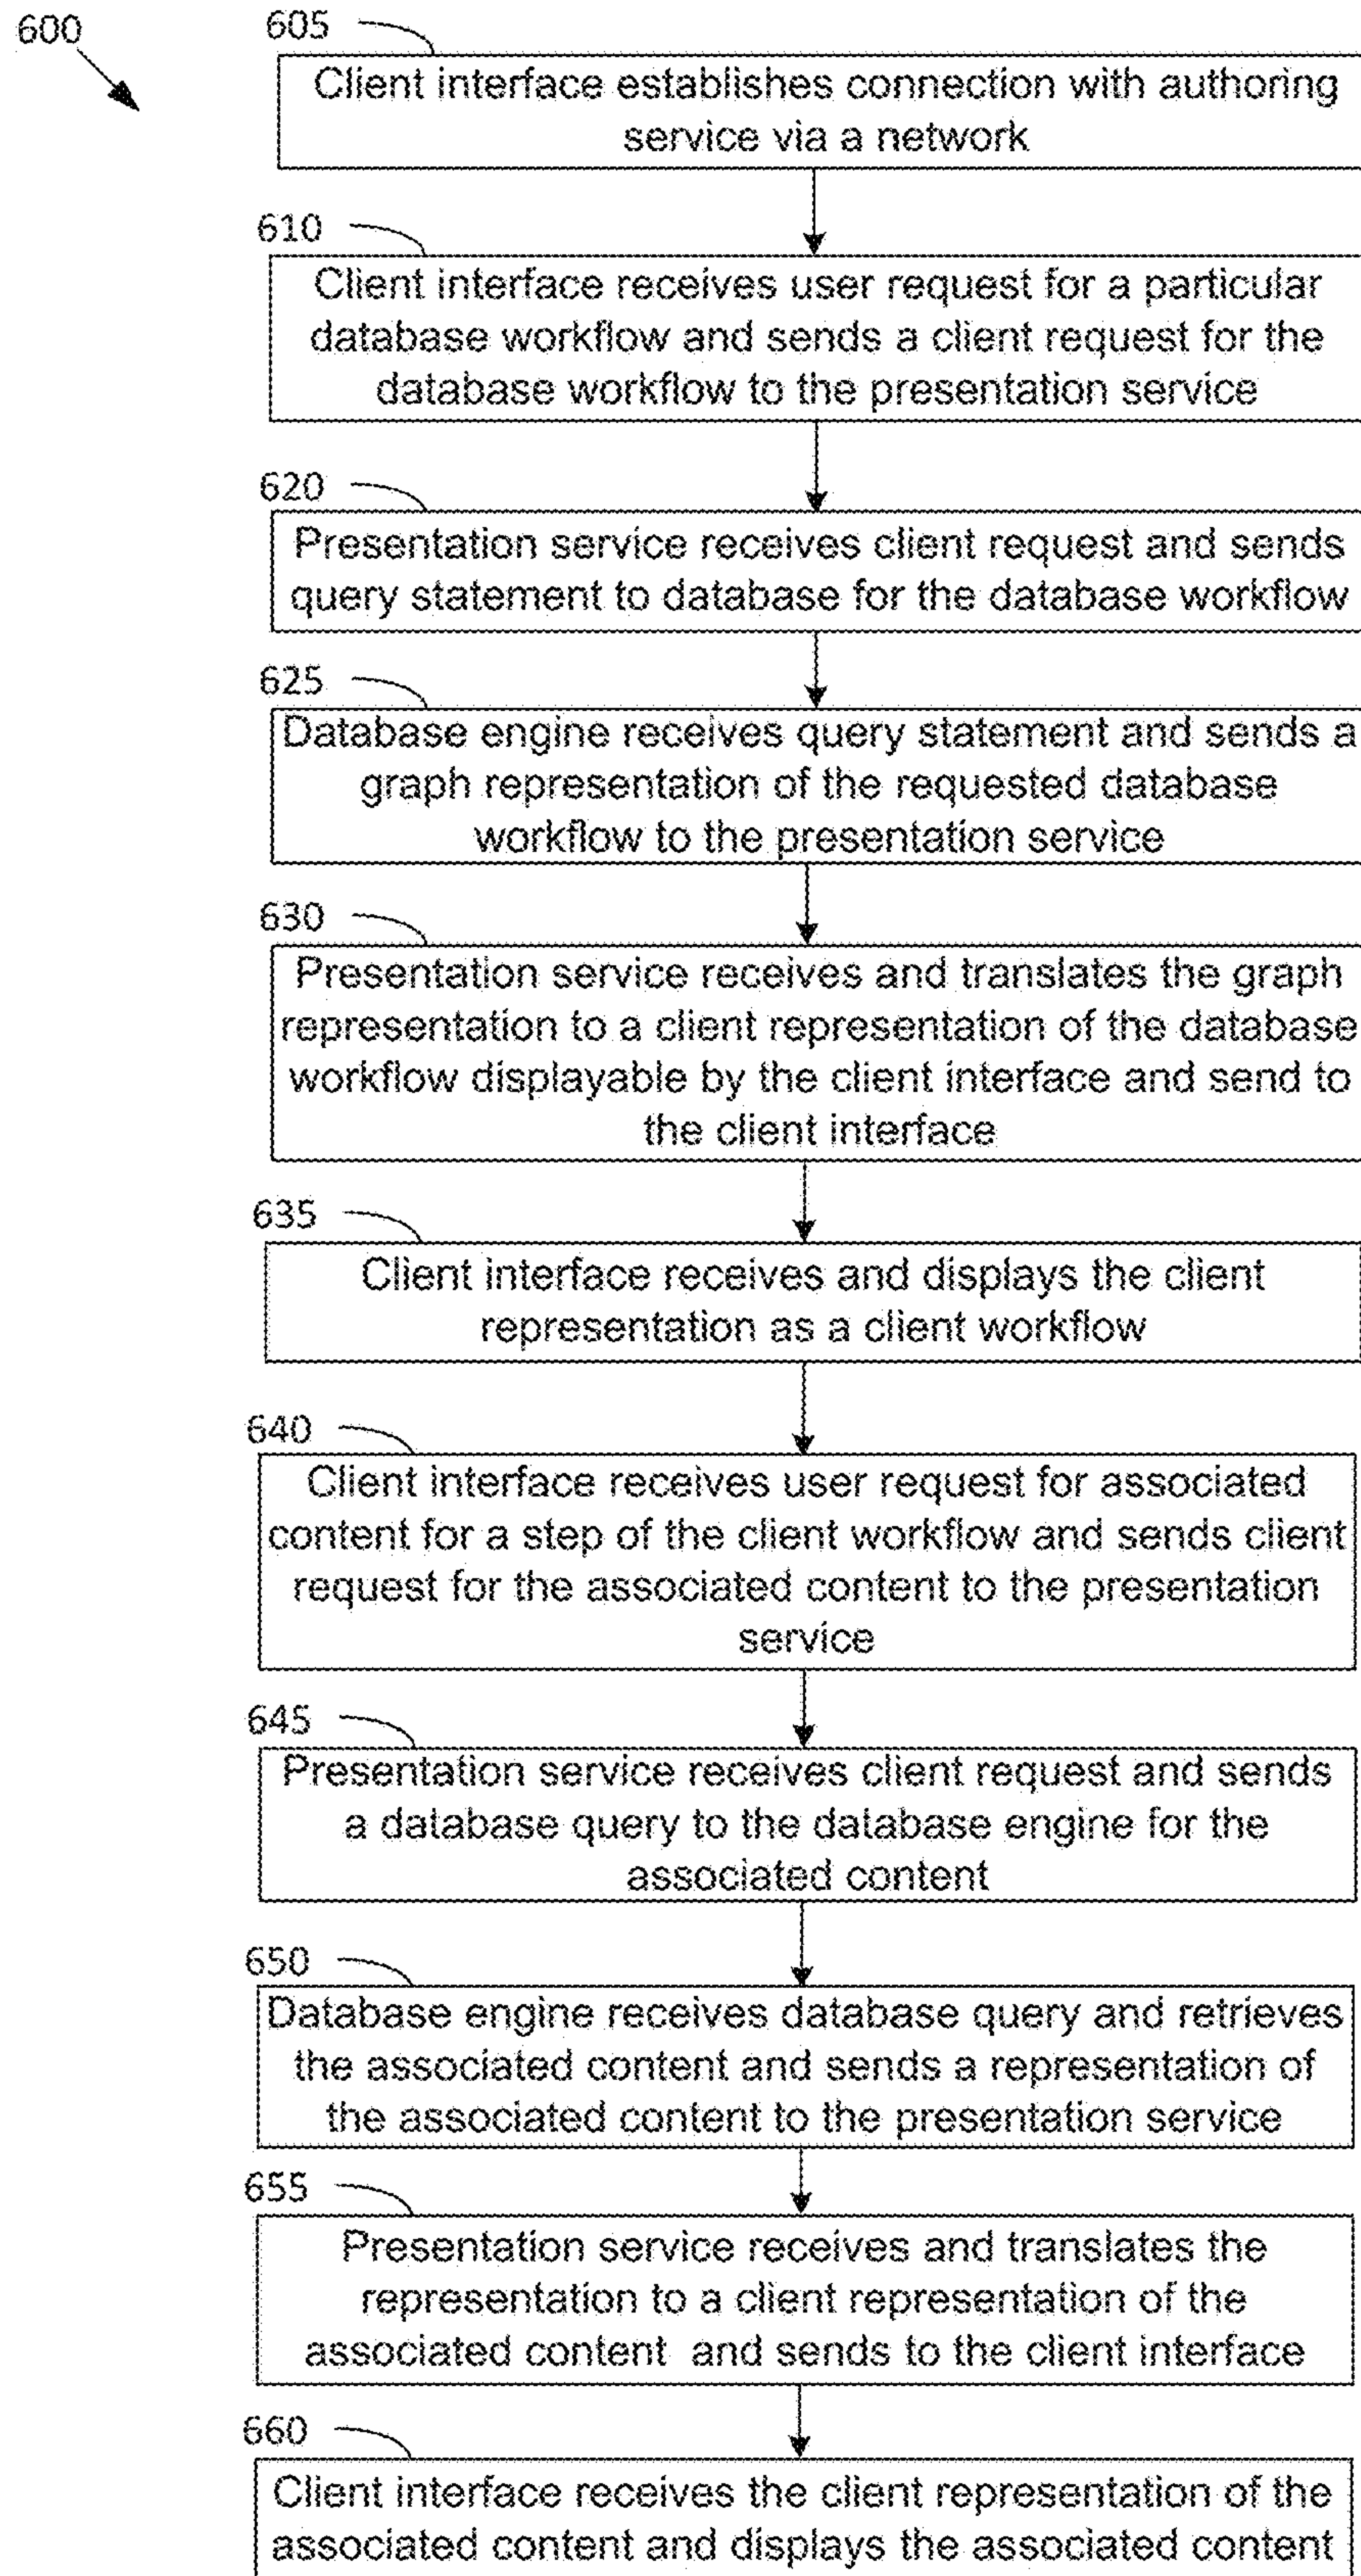 600
605
Client interface establishes connection with authoring
service via a network
610
Client interface receives user request for a particular
database workflow and sends a client request for the
database workflow to the presentation service
620
Presentation service receives client request and sends
query statement to database for the database workflow
625
Database engine receives query statement and sends a
graph representation of the requested database
workflow to the presentation service
630
Presentation service receives and translates the graph
representation to a client representation of the database
workflow displayable by the client interface and send to
the client interface
635
Client interface receives and displays the client
representation as a client workflow
640
Client interface receives user request for associated
content for a step of the client workflow and sends client
request for the associated content to the presentation
service
645
Presentation service receives client request and sends
a database query to the database engine for the
associated content
650
Database engine receives database query and retrieves
the associated content and sends a representation of
the associated content to the presentation service
655
Presentation service receives and translates the
representation to a client representation of the
associated content and sends to the client interface
660
Client interface receives the client representation of the
associated content and displays the associated content